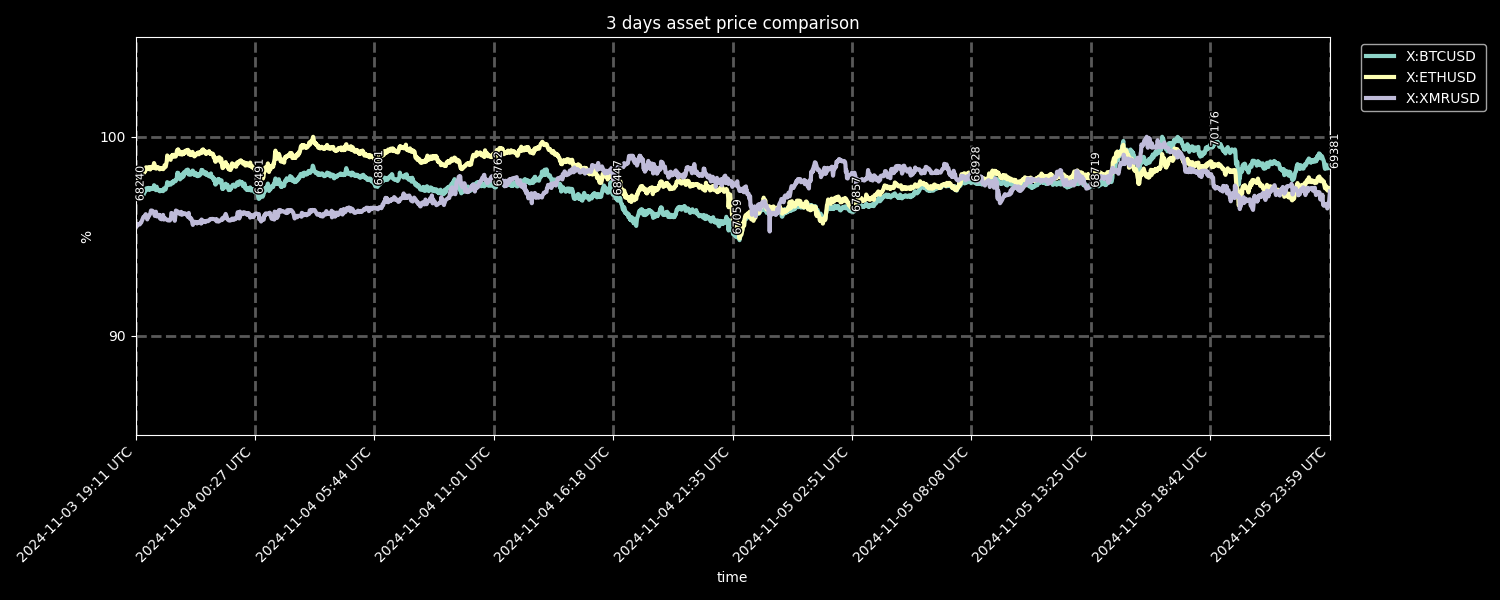 3 days asset price comparison
X:BTCUSD
X:ETHUSD
X:XMRUSD
100
90
%
68240
68491
68801
68762
68447
67059
67857
68928
68719
70176
69381
2024-11-03 19:11 UTC
2024-11-04 00:27 UTC
2024-11-04 05:44 UTC
2024-11-04 11:01 UTC
2024-11-04 16:18 UTC
2024-11-04 21:35 UTC
2024-11-05 02:51 UTC
2024-11-05 08:08 UTC
2024-11-05 13:25 UTC
2024-11-05 18:42 UTC
2024-11-05 23:59 UTC
time